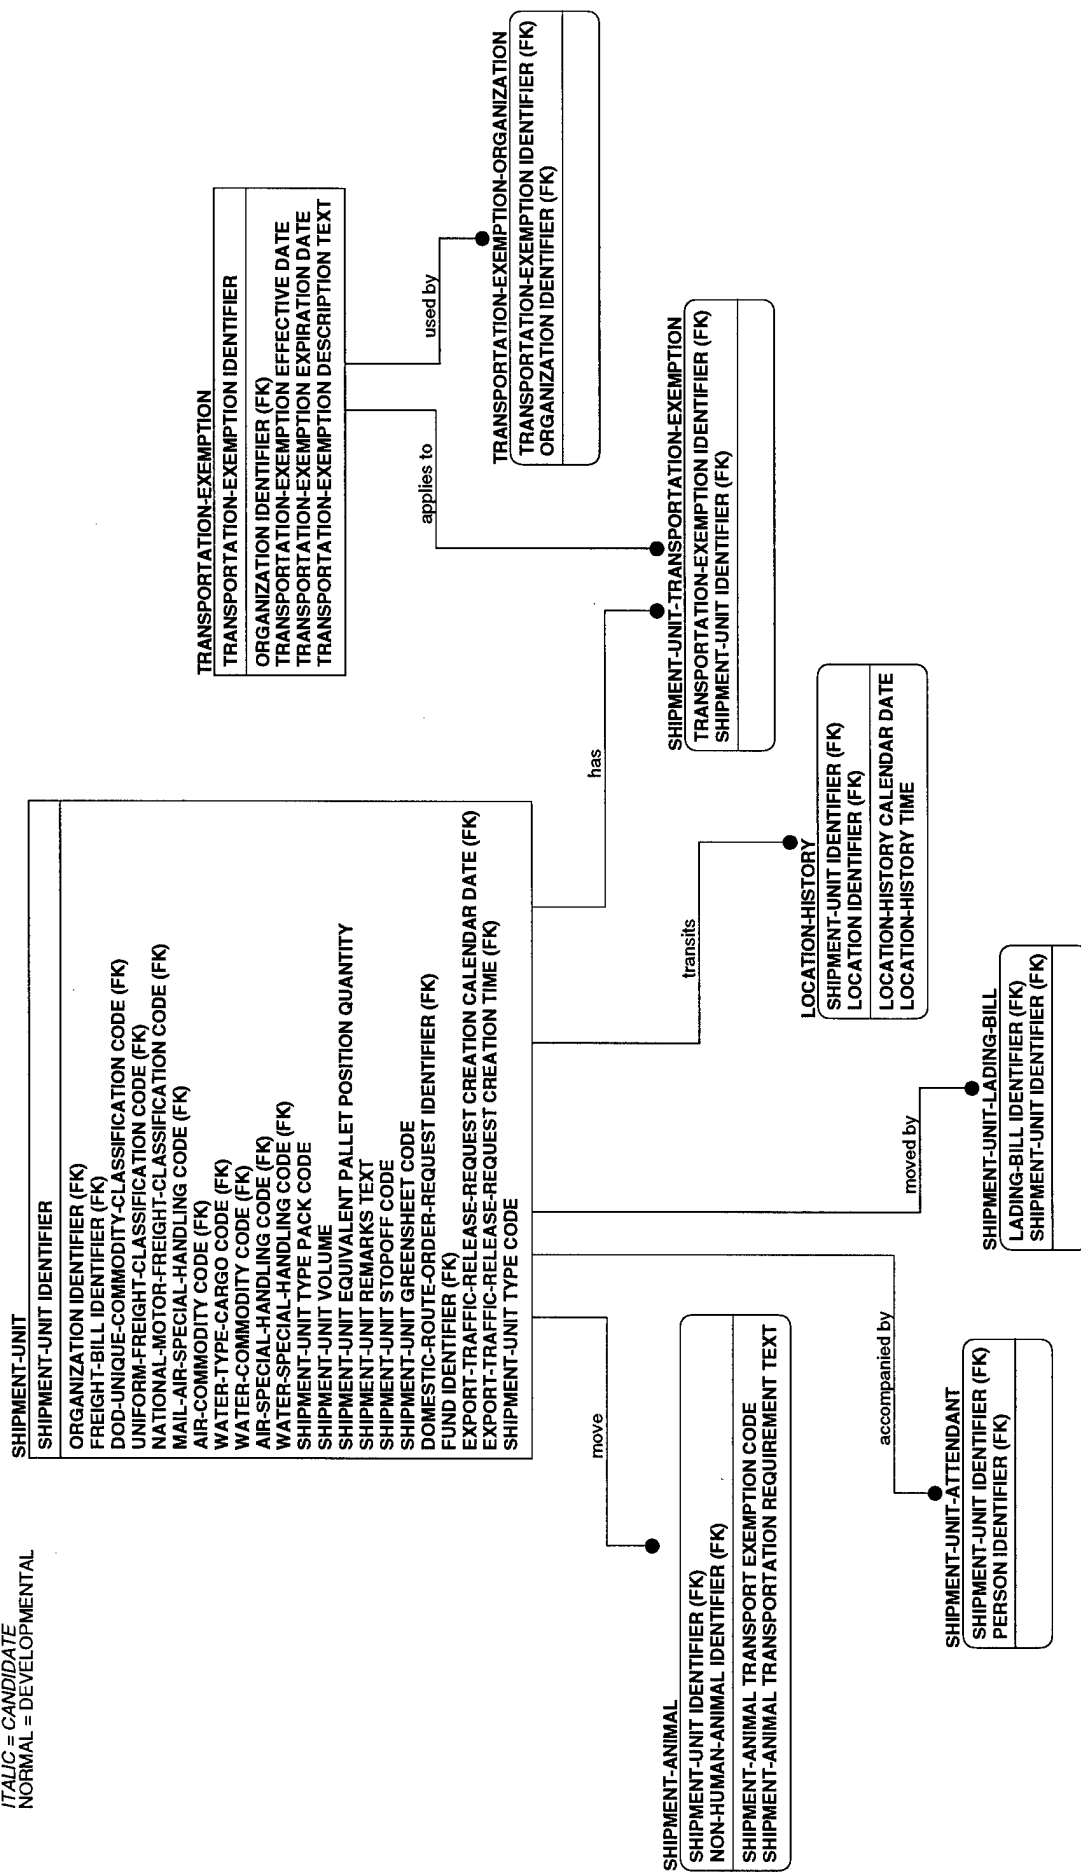 ITALIC = CANDIDATE
NORMAL = DEVELOPMENTAL
SHIPMENT-UNIT
SHIPMENT-UNIT IDENTIFIER
ORGANIZATION IDENTIFIER (FK)
FREIGHT-BILL IDENTIFIER (FK)
DOD-UNIQUE-COMMODITY-CLASSIFICATION CODE (FK)
UNIFORM-FREIGHT-CLASSIFICATION CODE (FK)
NATIONAL-MOTOR-FREIGHT-CLASSIFICATION CODE (FK)
MAIL-AIR-SPECIAL-HANDLING CODE (FK)
AIR-COMMODITY CODE (FK)
WATER-TYPE-CARGO CODE (FK)
WATER-COMMODITY CODE (FK)
AIR-SPECIAL-HANDLING CODE (FK)
WATER-SPECIAL-HANDLING CODE (FK)
SHIPMENT-UNIT TYPE PACK CODE
SHIPMENT-UNIT VOLUME
SHIPMENT-UNIT EQUIVALENT PALLET POSITION QUANTITY
SHIPMENT-UNIT REMARKS TEXT
SHIPMENT-UNIT STOPOFF CODE
SHIPMENT-UNIT GREENSHEET CODE
DOMESTIC-ROUTE-ORDER-REQUEST IDENTIFIER (FK)
FUND IDENTIFIER (FK)
EXPORT-TRAFFIC-RELEASE-REQUEST CREATION CALENDAR DATE (FK)
EXPORT-TRAFFIC-RELEASE-REQUEST CREATION TIME (FK)
SHIPMENT-UNIT TYPE CODE
TRANSPORTATION-EXEMPTION
TRANSPORTATION-EXEMPTION IDENTIFIER
ORGANIZATION IDENTIFIER (FK)
TRANSPORTATION-EXEMPTION EFFECTIVE DATE
TRANSPORTATION-EXEMPTION EXPIRATION DATE
TRANSPORTATION-EXEMPTION DESCRIPTION TEXT
used by
applies to
TRANSPORTATION-EXEMPTION-ORGANIZATION
TRANSPORTATION-EXEMPTION IDENTIFIER (FK)
ORGANIZATION IDENTIFIER (FK)
move
has
SHIPMENT-ANIMAL
SHIPMENT-UNIT IDENTIFIER (FK)
NON-HUMAN-ANIMAL IDENTIFIER (FK)
SHIPMENT-ANIMAL TRANSPORT EXEMPTION CODE
SHIPMENT-ANIMAL TRANSPORTATION REQUIREMENT TEXT
SHIPMENT-UNIT-TRANSPORTATION-EXEMPTION
TRANSPORTATION-EXEMPTION IDENTIFIER (FK)
SHIPMENT-UNIT IDENTIFIER (FK)
transits
LOCATION-HISTORY
SHIPMENT-UNIT IDENTIFIER (FK)
LOCATION IDENTIFIER (FK)
LOCATION-HISTORY CALENDAR DATE
LOCATION-HISTORY TIME
accompanied by
moved by
SHIPMENT-UNIT-ATTENDANT
SHIPMENT-UNIT IDENTIFIER (FK)
PERSON IDENTIFIER (FK)
SHIPMENT-UNIT-LADING-BILL
LADING-BILL IDENTIFIER (FK)
SHIPMENT-UNIT IDENTIFIER (FK)